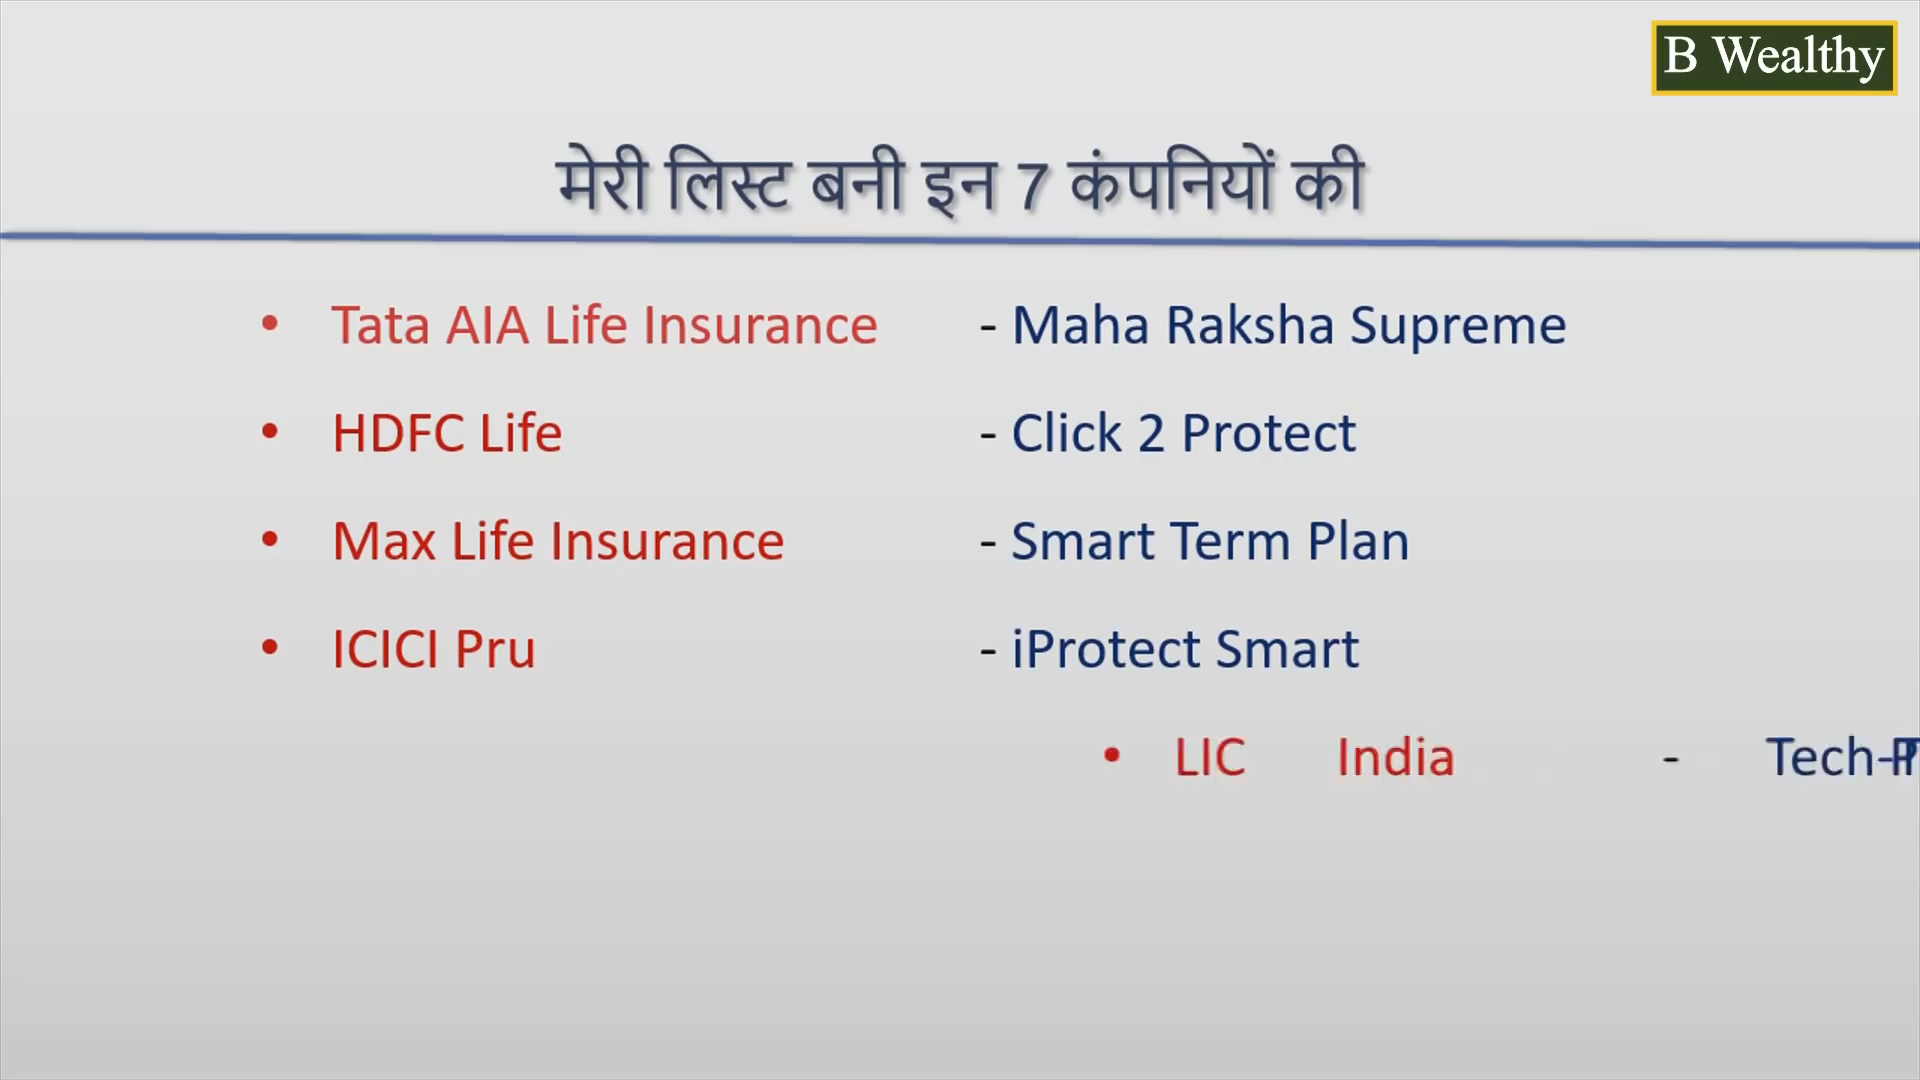 B Wealthy
मेरी लिस्ट बनी इन 7 कंपनियों की
• Tata AIA Life Insurance - Maha Raksha Supreme
• HDFC Life - Click 2 Protect
• Max Life Insurance - Smart Term Plan
• ICICI Pru - iProtect Smart
• LIC India -